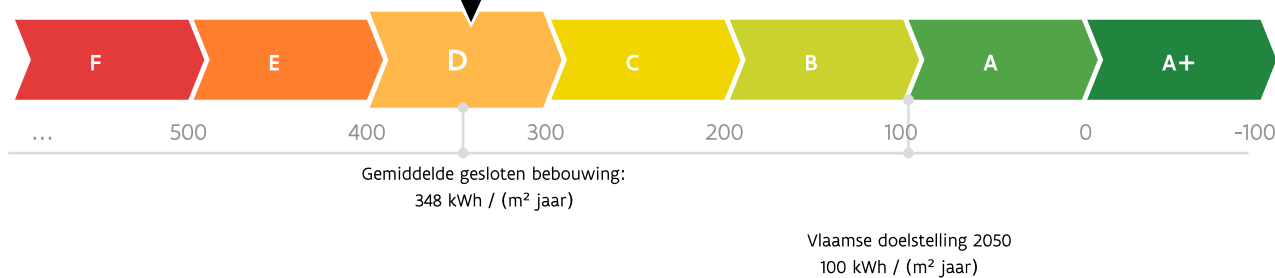 F E D C B A A+
... 500 400 300 200 100 0 -100
Gemiddelde gesloten bebouwing:
348 kWh / (m² jaar)
Vlaamse doelstelling 2050
100 kWh / (m² jaar)